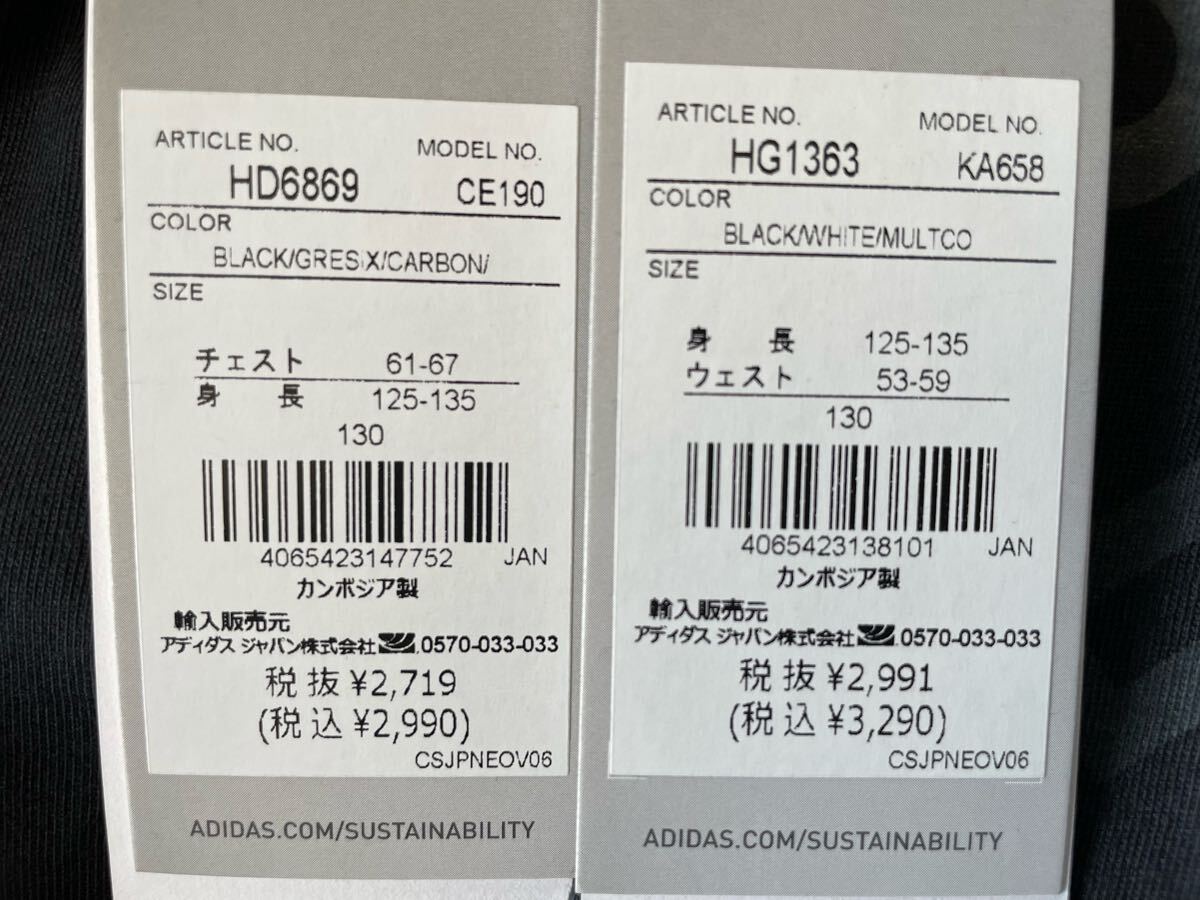 ARTICLE NO. MODEL NO.
HD6869 CE190
COLOR
BLACK/GRESIX/CARBON/
SIZE
チェスト 61-67
身 長 125-135
130
4065423147752 JAN
カンボジア製
輸入販売元
アディダス ジャパン株式会社 0570-033-033
税 抜 ¥2,719
(税 込 ¥2,990)
CSJPNEOV06
ADIDAS.COM/SUSTAINABILITY
ARTICLE NO. MODEL NO.
HG1363 KA658
COLOR
BLACK/WHITE/MULTCO
SIZE
身 長 125-135
ウェスト 53-59
130
4065423138101 JAN
カンボジア製
輸入販売元
アディダス ジャパン株式会社 0570-033-033
税 抜 ¥2,991
(税 込 ¥3,290)
CSJPNEOV06
ADIDAS.COM/SUSTAINABILITY